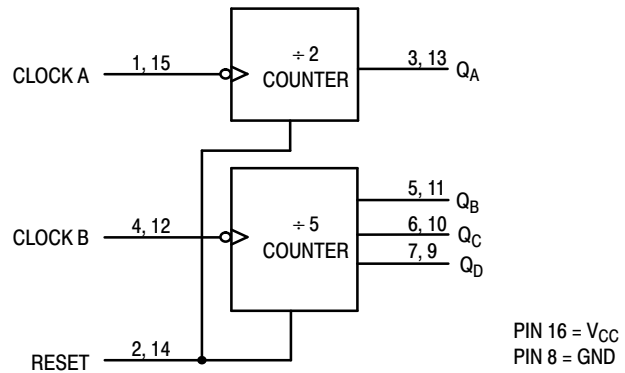 ÷ 2
COUNTER
CLOCK A
1, 15
3, 13
QA
÷ 5
COUNTER
CLOCK B
4, 12
5, 11
QB
6, 10
QC
7, 9
QD
RESET
2, 14
PIN 16 = VCC
PIN 8 = GND